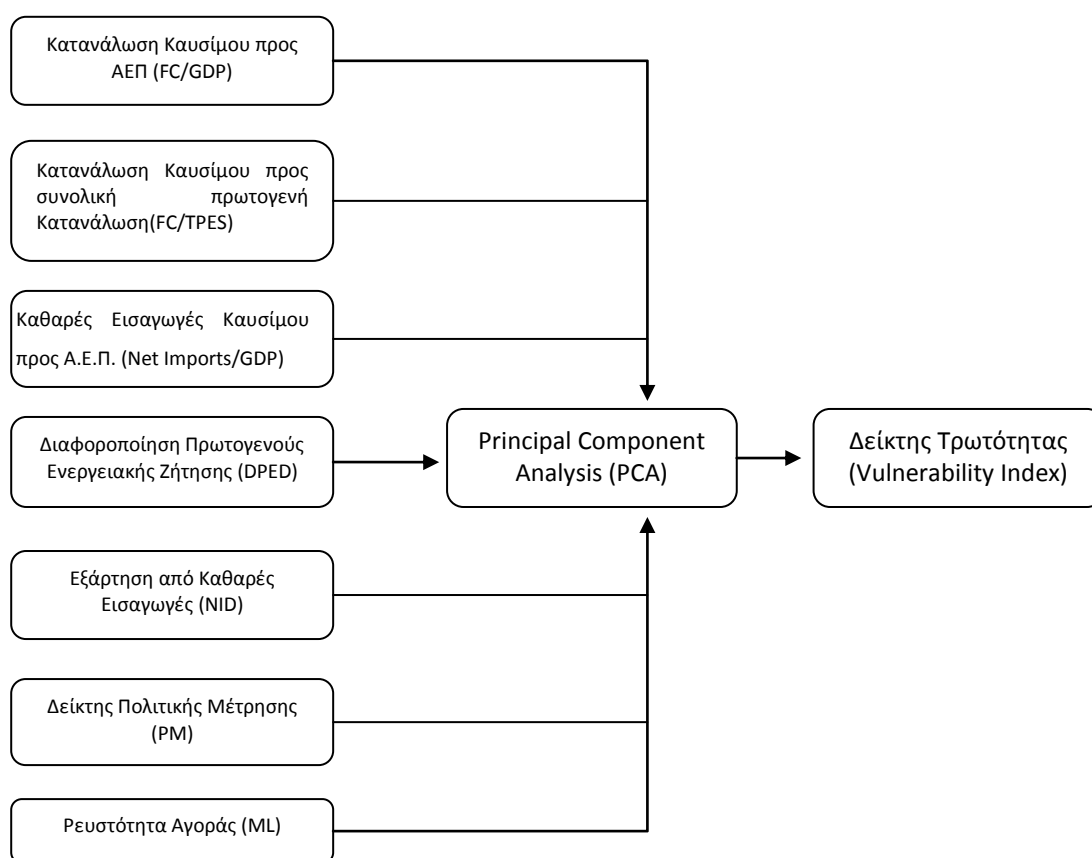 Κατανάλωση Καυσίμου προς
ΑΕΠ (FC/GDP)
Κατανάλωση Καυσίμου προς
συνολική πρωτογενή
Κατανάλωση(FC/TPES)
Καθαρές Εισαγωγές Καυσίμου
προς Α.Ε.Π. (Net Imports/GDP)
Διαφοροποίηση Πρωτογενούς
Ενεργειακής Ζήτησης (DPED)
Principal Component
Analysis (PCA)
Δείκτης Τρωτότητας
(Vulnerability Index)
Εξάρτηση από Καθαρές
Εισαγωγές (NID)
Δείκτης Πολιτικής Μέτρησης
(PM)
Ρευστότητα Αγοράς (ML)